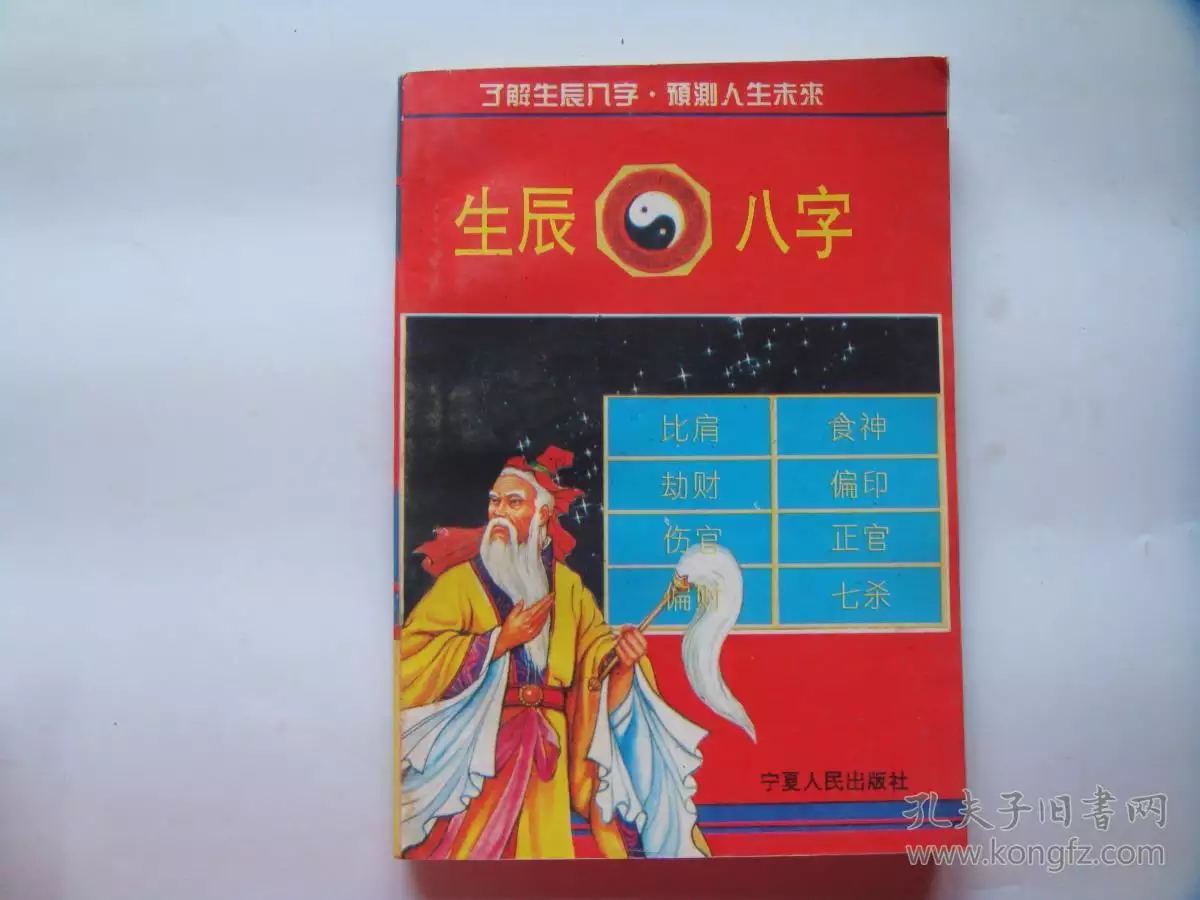 了解生辰八字·預測人生未來
生辰 八字
比肩 食神
劫财 偏印
伤官 正官
偏财 七杀
宁夏人民出版社
孔夫子旧書网
www.kongfz.com